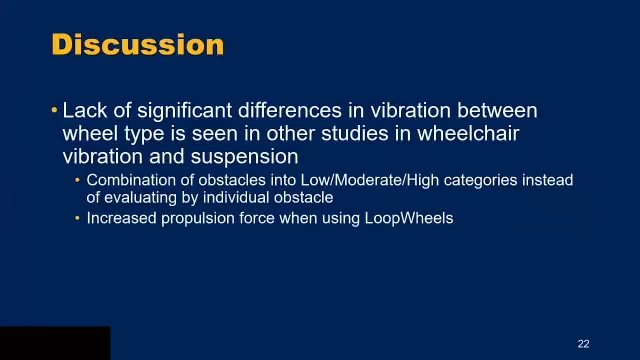 Discussion
• Lack of significant differences in vibration between
wheel type is seen in other studies in wheelchair
vibration and suspension
• Combination of obstacles into Low/Moderate/High categories instead
of evaluating by individual obstacle
• Increased propulsion force when using LoopWheels
22